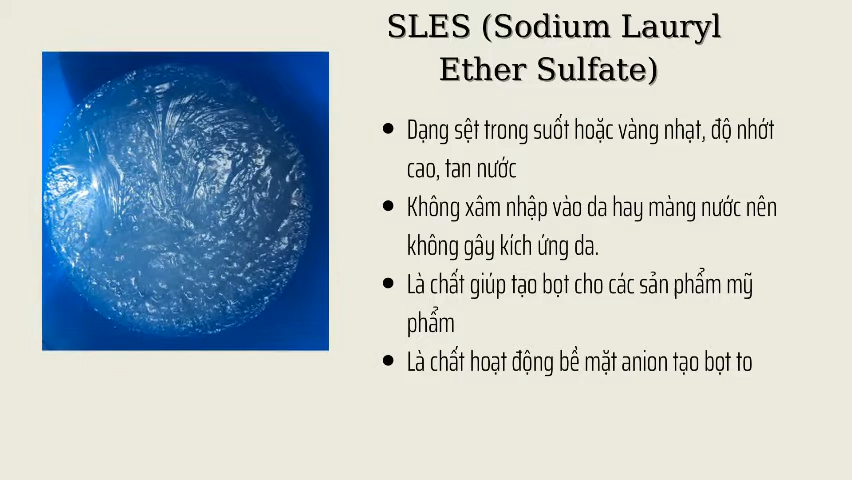 SLES (Sodium Lauryl
Ether Sulfate)
• Dạng sệt trong suốt hoặc vàng nhạt, độ nhớt
cao, tan nước
• Không xâm nhập vào da hay màng nước nên
không gây kích ứng da.
• Là chất giúp tạo bọt cho các sản phẩm mỹ
phẩm
• Là chất hoạt động bề mặt anion tạo bọt to